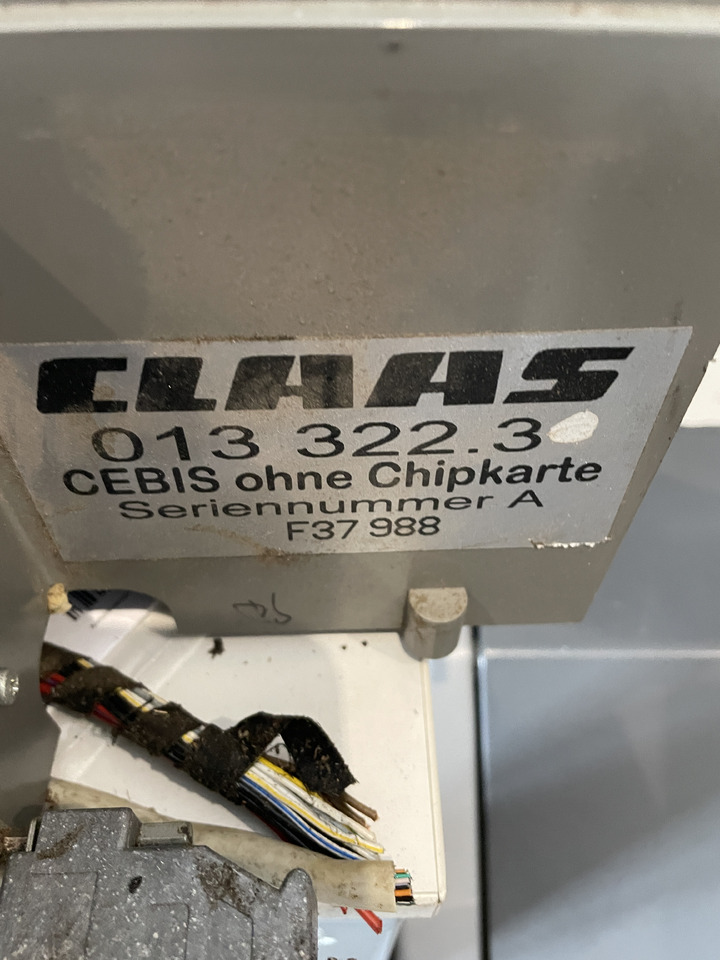 CLAAS
013 322.3
CEBIS ohne Chipkarte
Seriennummer A
F37 988